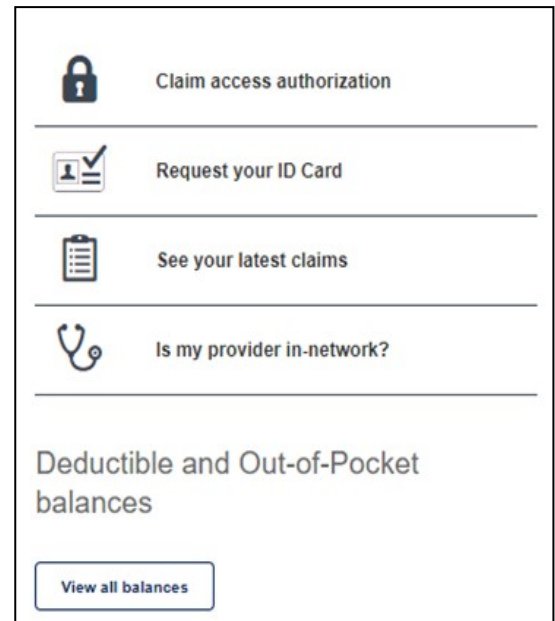 Claim access authorization
Request your ID Card
See your latest claims
Is my provider in-network?
Deductible and Out-of-Pocket
balances
View all balances